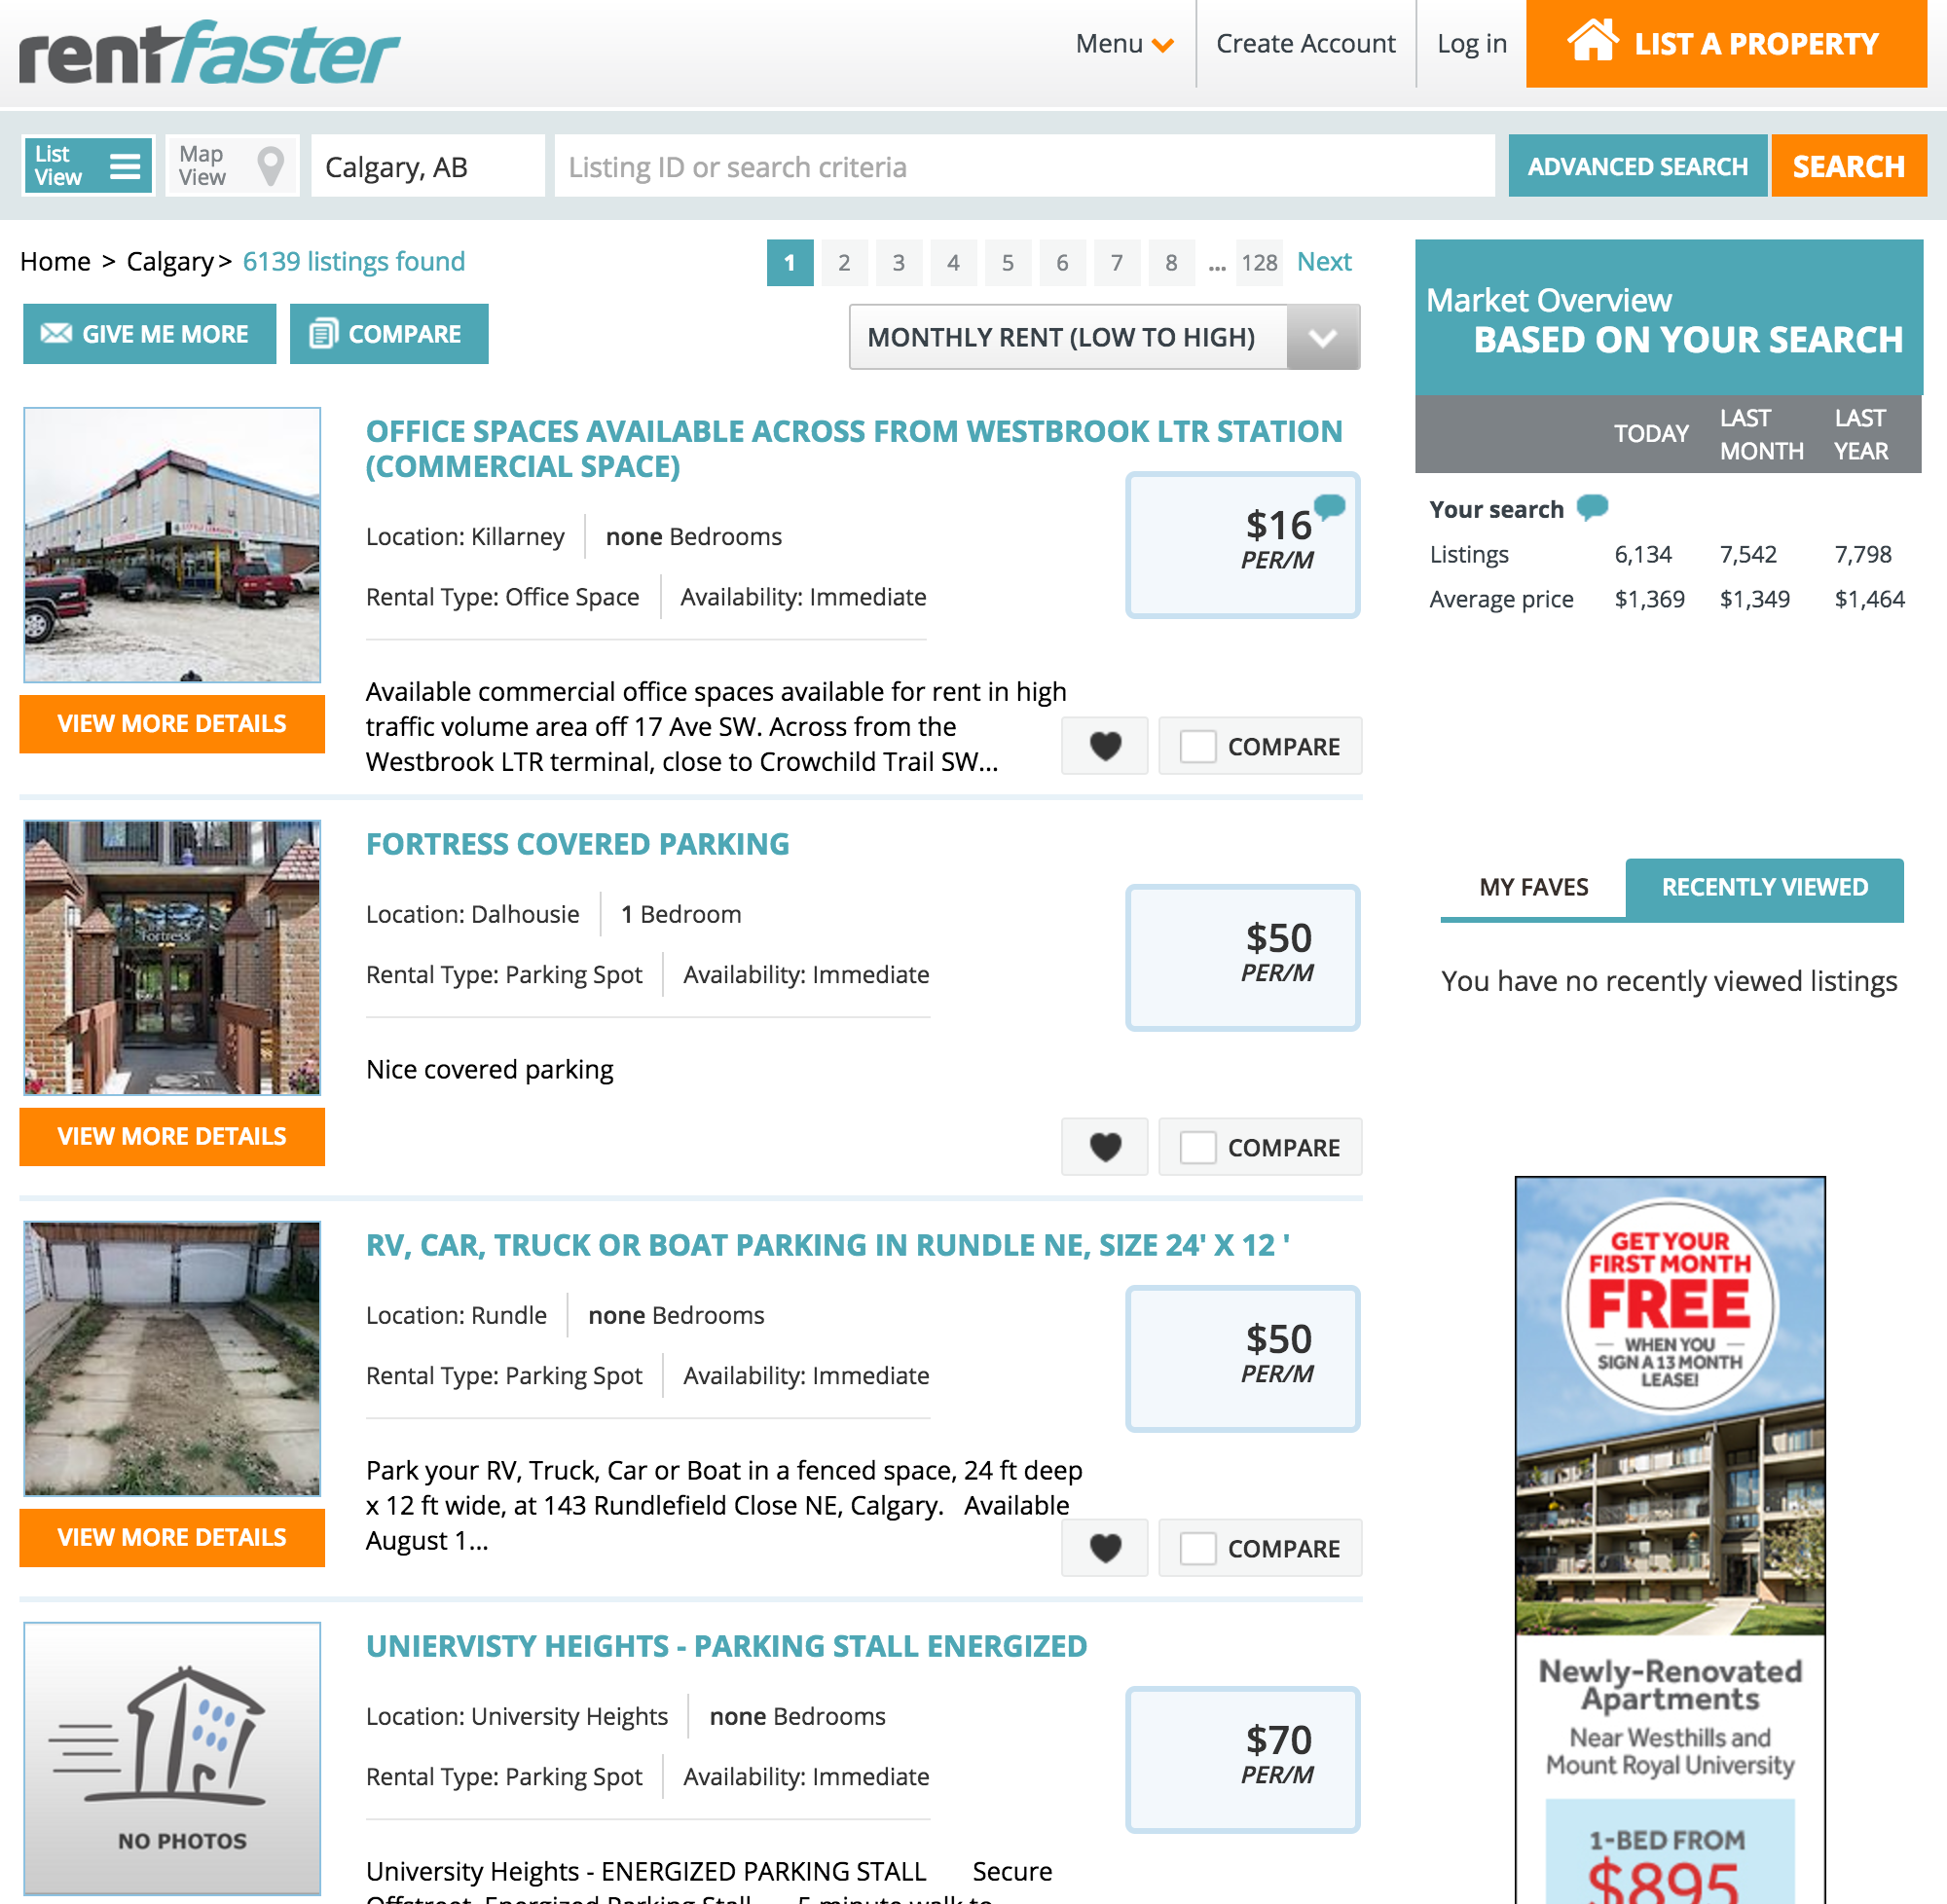 rentfaster
Menu
Create Account
Log in
LIST A PROPERTY
List
View
Map
View
Calgary, AB
Listing ID or search criteria
ADVANCED SEARCH
SEARCH
Home > Calgary > 6139 listings found
1 2 3 4 5 6 7 8 ... 128 Next
GIVE ME MORE
COMPARE
MONTHLY RENT (LOW TO HIGH)
OFFICE SPACES AVAILABLE ACROSS FROM WESTBROOK LTR STATION
(COMMERCIAL SPACE)
Location: Killarney
none Bedrooms
$16
PER/M
Rental Type: Office Space
Availability: Immediate
VIEW MORE DETAILS
Available commercial office spaces available for rent in high
traffic volume area off 17 Ave SW. Across from the
Westbrook LTR terminal, close to Crowchild Trail SW...
COMPARE
FORTRESS COVERED PARKING
Location: Dalhousie
1 Bedroom
$50
PER/M
Rental Type: Parking Spot
Availability: Immediate
Fortress
Nice covered parking
VIEW MORE DETAILS
COMPARE
RV, CAR, TRUCK OR BOAT PARKING IN RUNDLE NE, SIZE 24' X 12 '
Location: Rundle
none Bedrooms
$50
PER/M
Rental Type: Parking Spot
Availability: Immediate
Park your RV, Truck, Car or Boat in a fenced space, 24 ft deep
x 12 ft wide, at 143 Rundlefield Close NE, Calgary. Available
August 1...
VIEW MORE DETAILS
COMPARE
UNIERVISTY HEIGHTS - PARKING STALL ENERGIZED
Location: University Heights
none Bedrooms
$70
PER/M
Rental Type: Parking Spot
Availability: Immediate
NO PHOTOS
University Heights - ENERGIZED PARKING STALL Secure
Offstreet, Energized Parking Stall 5 minute walk to
Market Overview
BASED ON YOUR SEARCH
TODAY
LAST
MONTH
LAST
YEAR
Your search
Listings 6,134 7,542 7,798
Average price $1,369 $1,349 $1,464
MY FAVES
RECENTLY VIEWED
You have no recently viewed listings
GET YOUR
FIRST MONTH
FREE
WHEN YOU
SIGN A 13 MONTH
LEASE!
Newly-Renovated
Apartments
Near Westhills and
Mount Royal University
1-BED FROM
$895